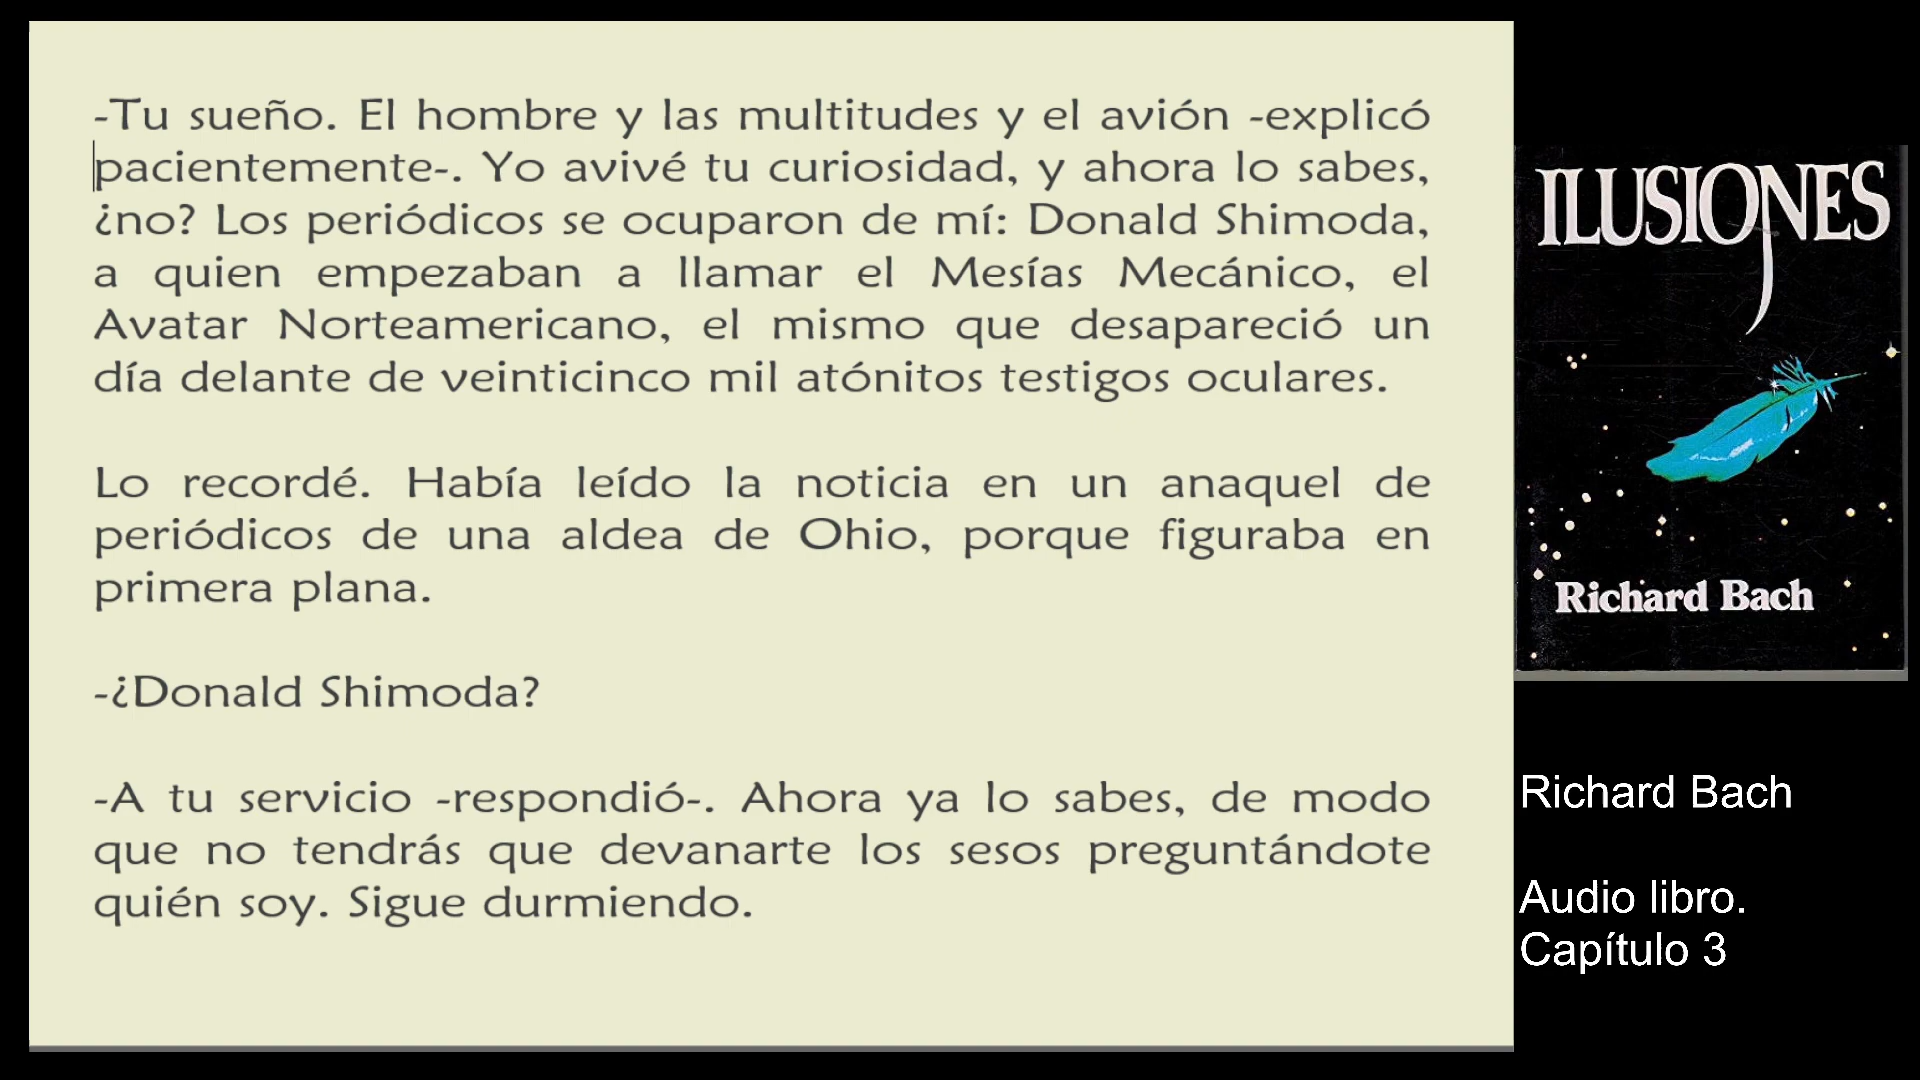 -Tu sueño. El hombre y las multitudes y el avión -explicó
pacientemente-. Yo avivé tu curiosidad, y ahora lo sabes,
¿no? Los periódicos se ocuparon de mí: Donald Shimoda,
a quien empezaban a llamar el Mesías Mecánico, el
Avatar Norteamericano, el mismo que desapareció un
día delante de veinticinco mil atónitos testigos oculares.
Lo recordé. Había leído la noticia en un anaquel de
periódicos de una aldea de Ohio, porque figuraba en
primera plana.
-¿Donald Shimoda?
-A tu servicio -respondió-. Ahora ya lo sabes, de modo
que no tendrás que devanarte los sesos preguntándote
quién soy. Sigue durmiendo.
ILUSIONES
Richard Bach
Richard Bach
Audio libro.
Capítulo 3